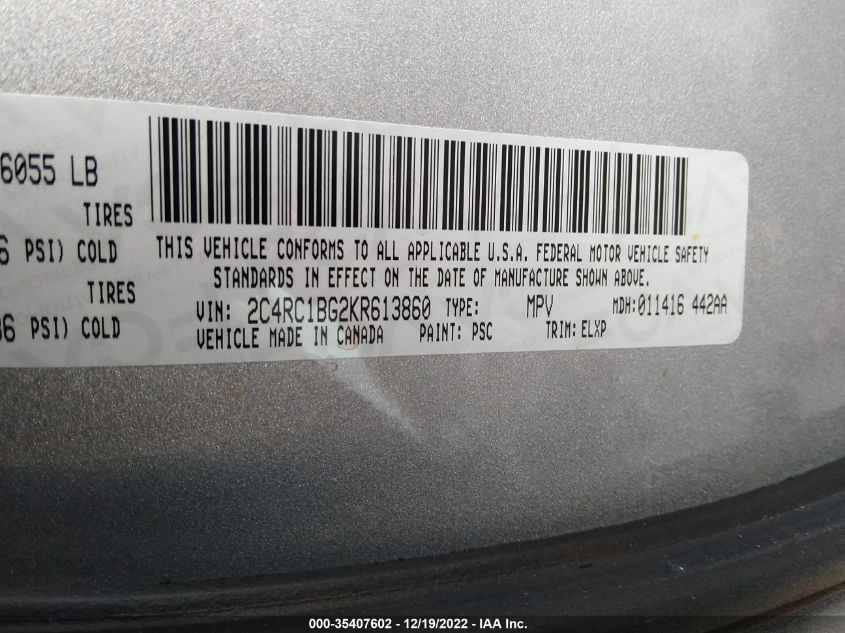 6055 LB
TIRES
6 PSI) COLD
TIRES
36 PSI) COLD
THIS VEHICLE CONFORMS TO ALL APPLICABLE U.S.A. FEDERAL MOTOR VEHICLE SAFETY
STANDARDS IN EFFECT ON THE DATE OF MANUFACTURE SHOWN ABOVE.
VIN: 2C4RC1BG2KR613860 TYPE: MPV MDH:011416 442AA
VEHICLE MADE IN CANADA PAINT: PSC TRIM: ELXP
000-35407602 - 12/19/2022 - IAA Inc.